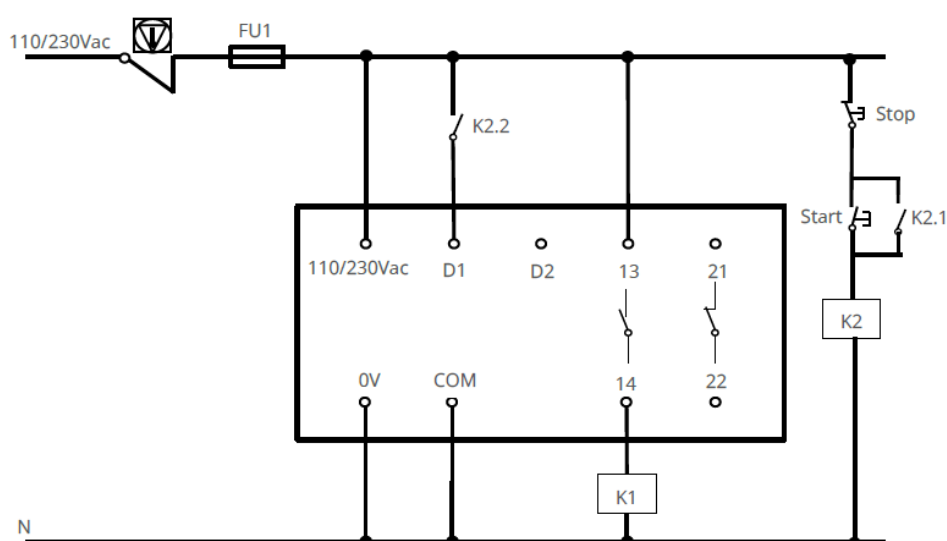 110/230Vac
FU1
K2.2
Stop
Start
K2.1
110/230Vac
D1
D2
13
21
K2
0V
COM
14
22
K1
N